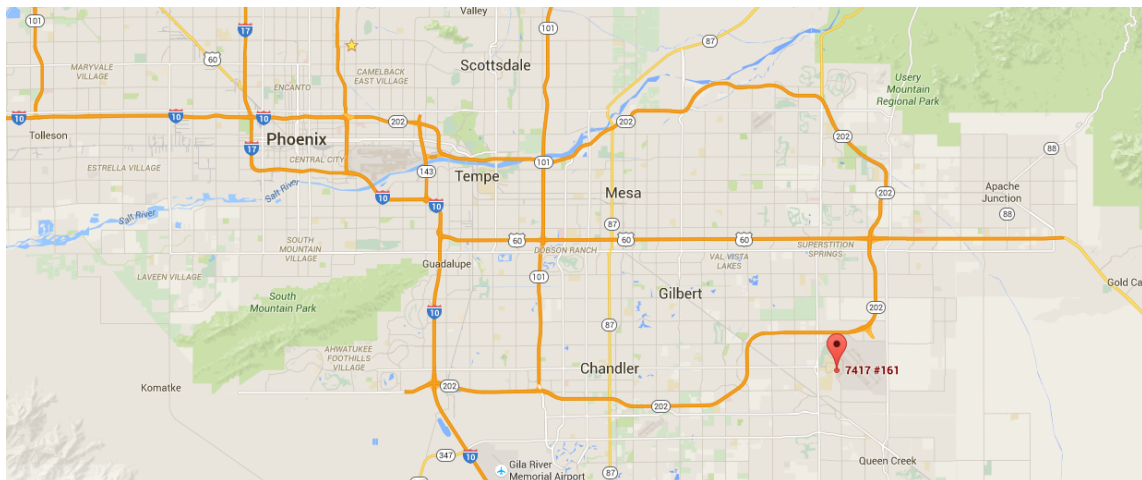 101
Valley
17
101
87
60
MARYVALE
VILLAGE
CAMELBACK
EAST VILLAGE
Scottsdale
Usery
Mountain
Regional Park
ENCANTO
10
10
10
202
202
202
Tolleson
Phoenix
17
CENTRAL CITY
101
88
ESTRELLA VILLAGE
143
Tempe
Mesa
202
Apache
Junction
Salt River
10
10
88
Salt River
87
SOUTH
MOUNTAIN
VILLAGE
60
60
60
DOBSON RANCH
SUPERSTITION
SPRINGS
VAL VISTA
LAKES
Guadalupe
LAVEEN VILLAGE
101
Gold Ca
South
Mountain Park
Gilbert
202
10
87
AHWATUKEE
FOOTHILLS
VILLAGE
Chandler
7417 #161
Komatke
202
202
347
10
Gila River
Memorial Airport
87
Queen Creek